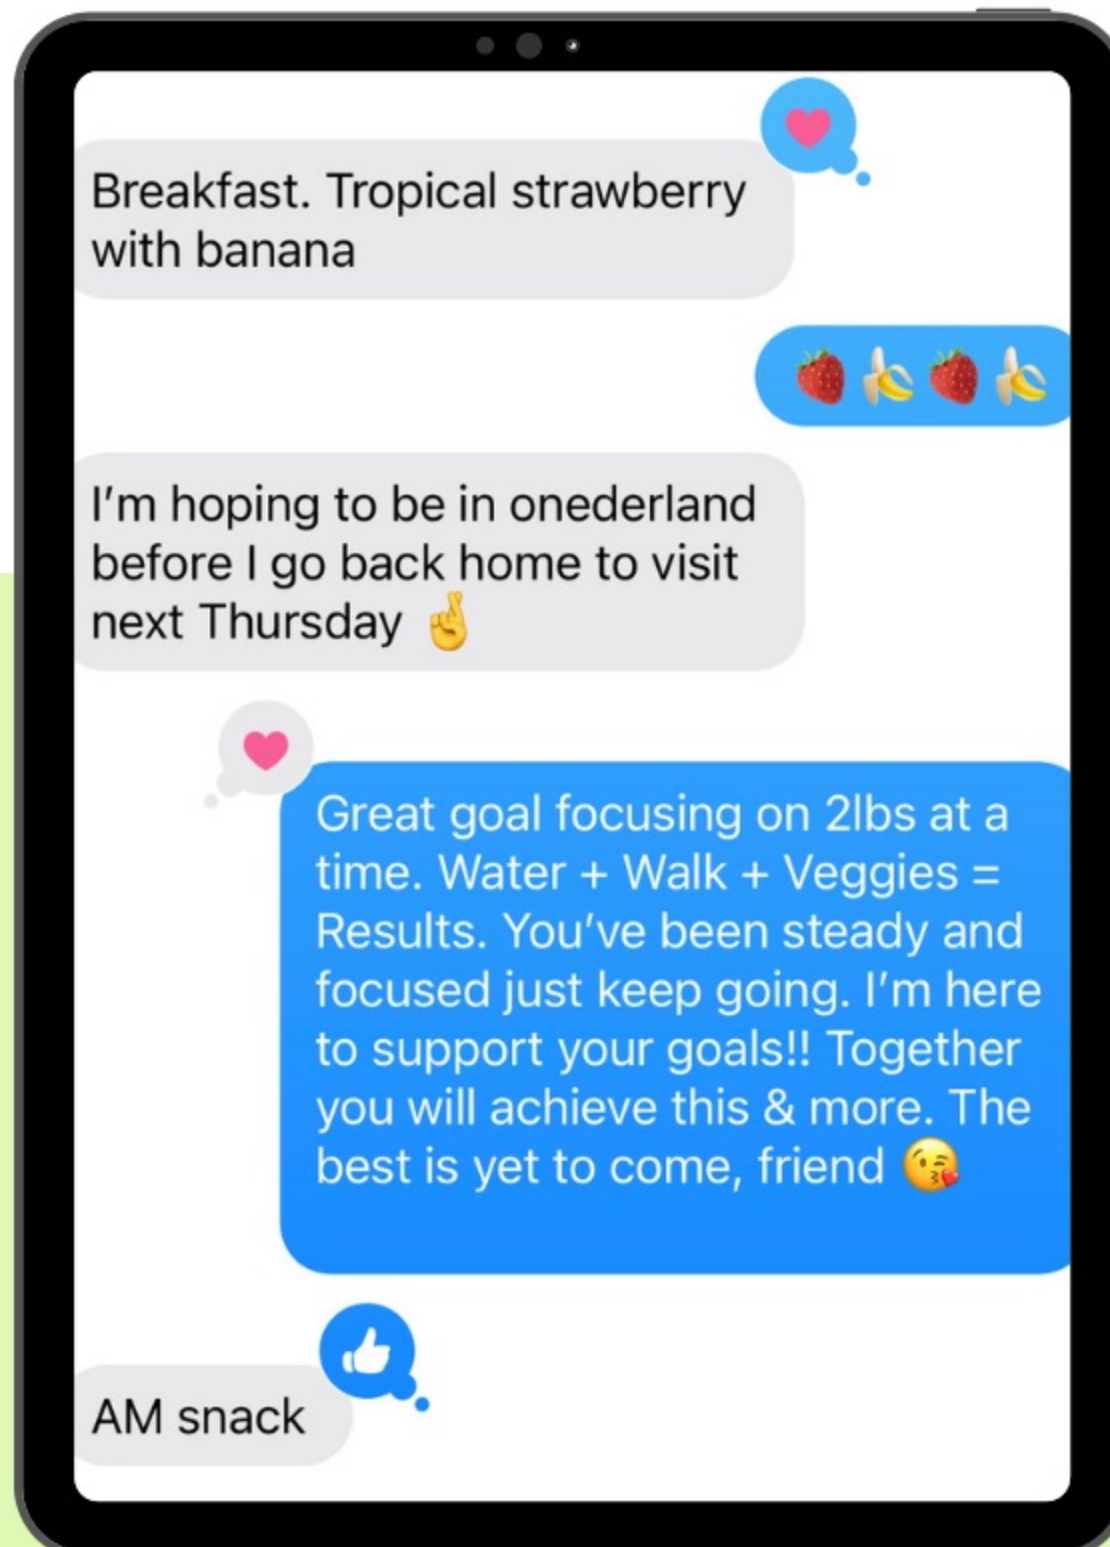 Breakfast. Tropical strawberry
with banana
🍓🍌🍓🍌
I’m hoping to be in onederland
before I go back home to visit
next Thursday 🤞
Great goal focusing on 2lbs at a
time. Water + Walk + Veggies =
Results. You’ve been steady and
focused just keep going. I’m here
to support your goals!! Together
you will achieve this & more. The
best is yet to come, friend 😘
AM snack